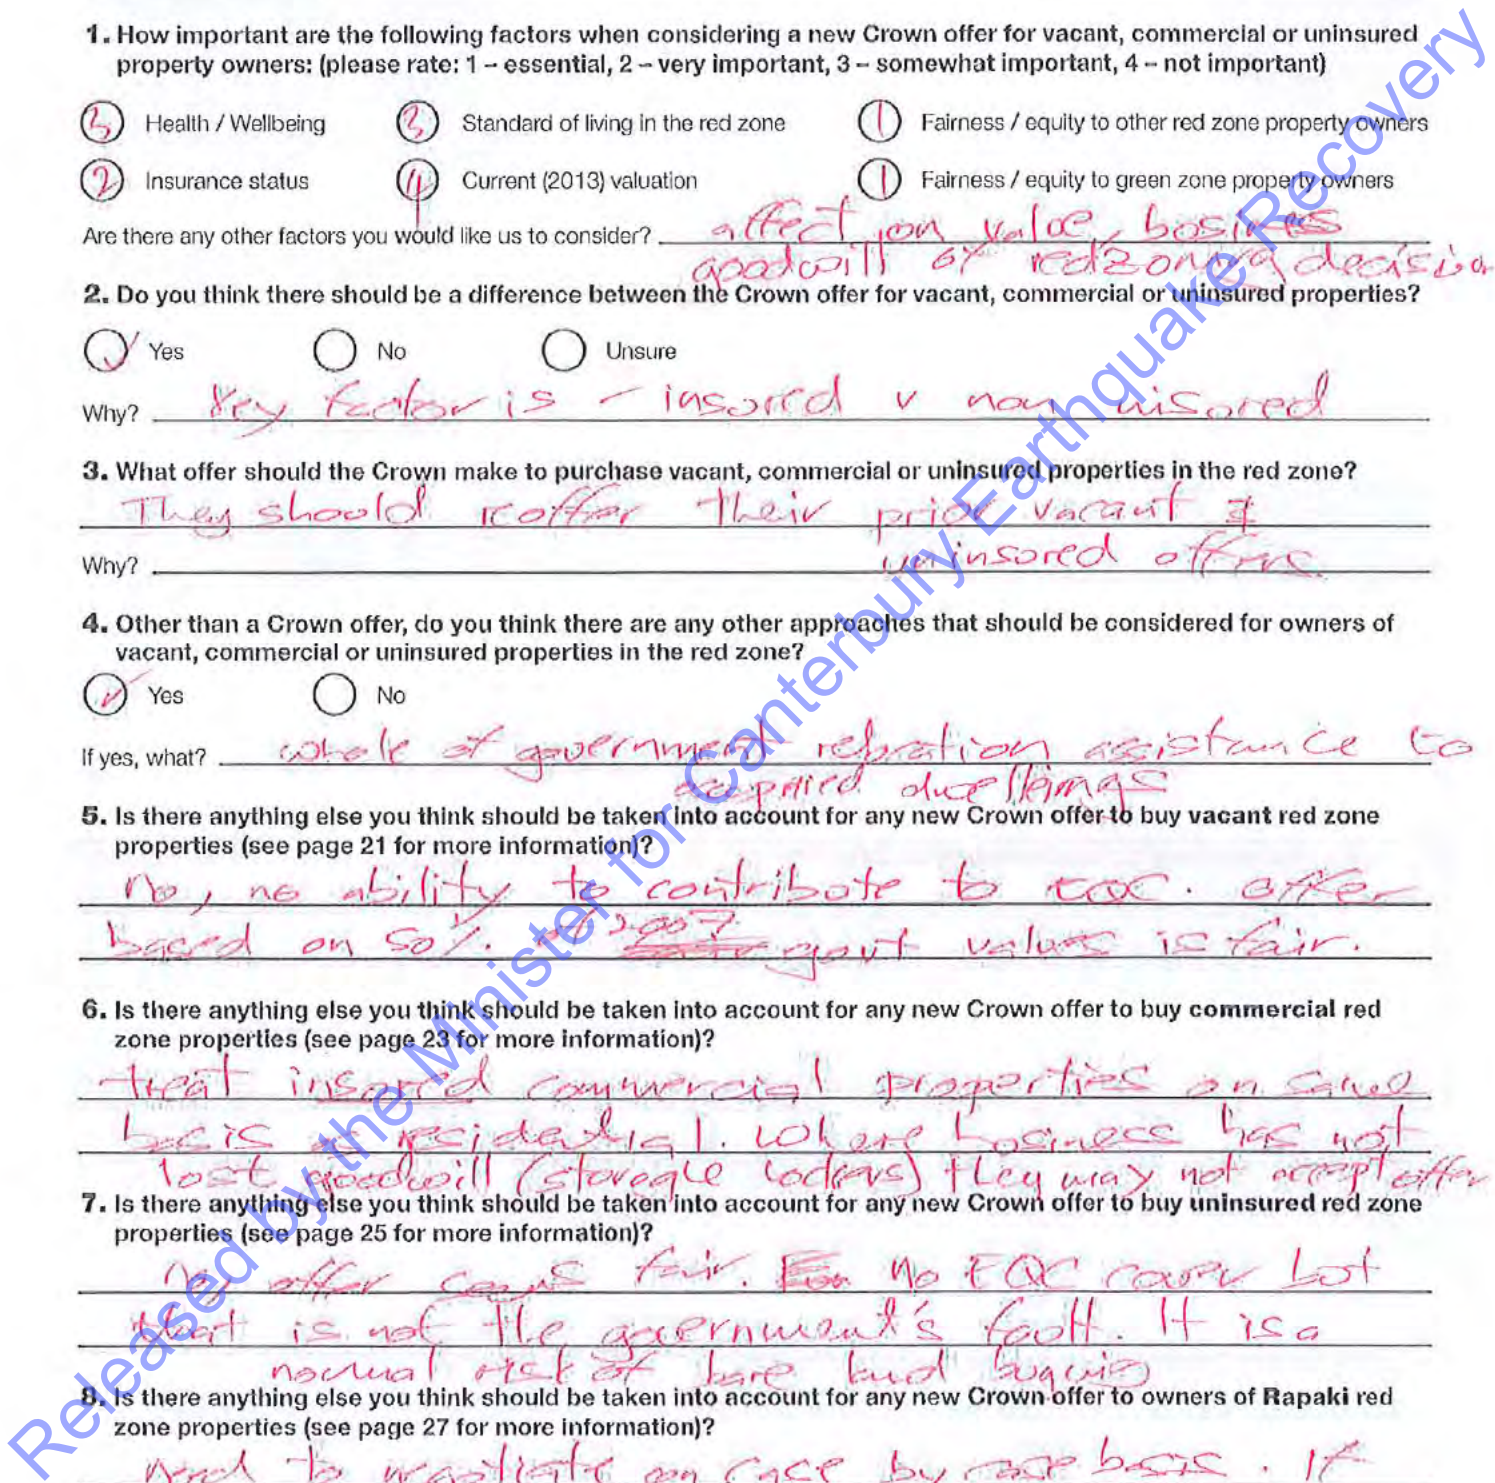 1. How important are the following factors when considering a new Crown offer for vacant, commercial or uninsured
property owners: (please rate: 1 – essential, 2 – very important, 3 – somewhat important, 4 – not important)
3 Health / Wellbeing 3 Standard of living in the red zone 1 Fairness / equity to other red zone property owners
2 Insurance status 4 Current (2013) valuation 1 Fairness / equity to green zone property owners
Are there any other factors you would like us to consider? affect on value, business
goodwill of redzoning decision
2. Do you think there should be a difference between the Crown offer for vacant, commercial or uninsured properties?
✓ Yes No Unsure
Why? Key factor is - insured v non insured
3. What offer should the Crown make to purchase vacant, commercial or uninsured properties in the red zone?
They should reoffer their prior vacant &
Why? uninsured offers.
4. Other than a Crown offer, do you think there are any other approaches that should be considered for owners of
vacant, commercial or uninsured properties in the red zone?
✓ Yes No
If yes, what? whole of government assistance to
dwellings
5. Is there anything else you think should be taken into account for any new Crown offer to buy vacant red zone
properties (see page 21 for more information)?
No, no ability to contribute to EQC. offer
based on 50%. of 2007 govt values is fair.
6. Is there anything else you think should be taken into account for any new Crown offer to buy commercial red
zone properties (see page 23 for more information)?
treat insured commercial properties on same
basis as residential. Where business has not
lost goodwill (storage lockers) they may not accept offer
7. Is there anything else you think should be taken into account for any new Crown offer to buy uninsured red zone
properties (see page 25 for more information)?
offer fair. no EQC cover but
that is not the government's fault. It is a
normal risk of bare land
8. Is there anything else you think should be taken into account for any new Crown offer to owners of Rapaki red
zone properties (see page 27 for more information)?
need to negotiate on case by case basis. If
Released by the Minister for Canterbury Earthquake Recovery